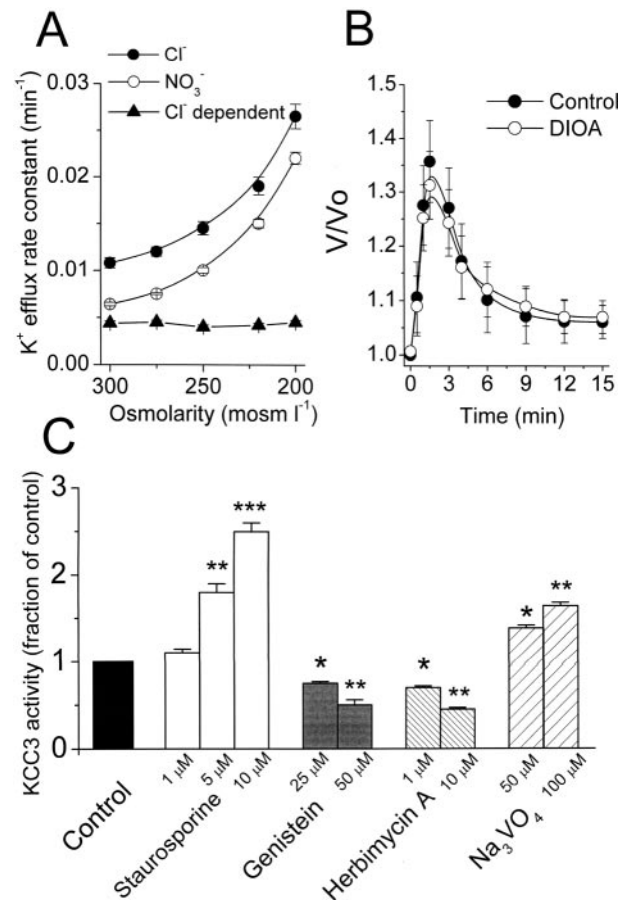 A
Cl⁻
NO₃⁻
Cl⁻ dependent
0.03
0.02
0.01
0.00
K⁺ efflux rate constant (min⁻¹)
300
250
200
Osmolarity (mosm l⁻¹)
B
Control
DIOA
1.5
1.4
1.3
1.2
1.1
1.0
V/Vo
0
3
6
9
12
15
Time (min)
C
3
2
1
0
KCC3 activity (fraction of control)
**
***
*
**
*
**
*
**
1 µM
5 µM
10 µM
25 µM
50 µM
1 µM
10 µM
50 µM
100 µM
Control
Staurosporine
Genistein
Herbimycin A
Na₃VO₄